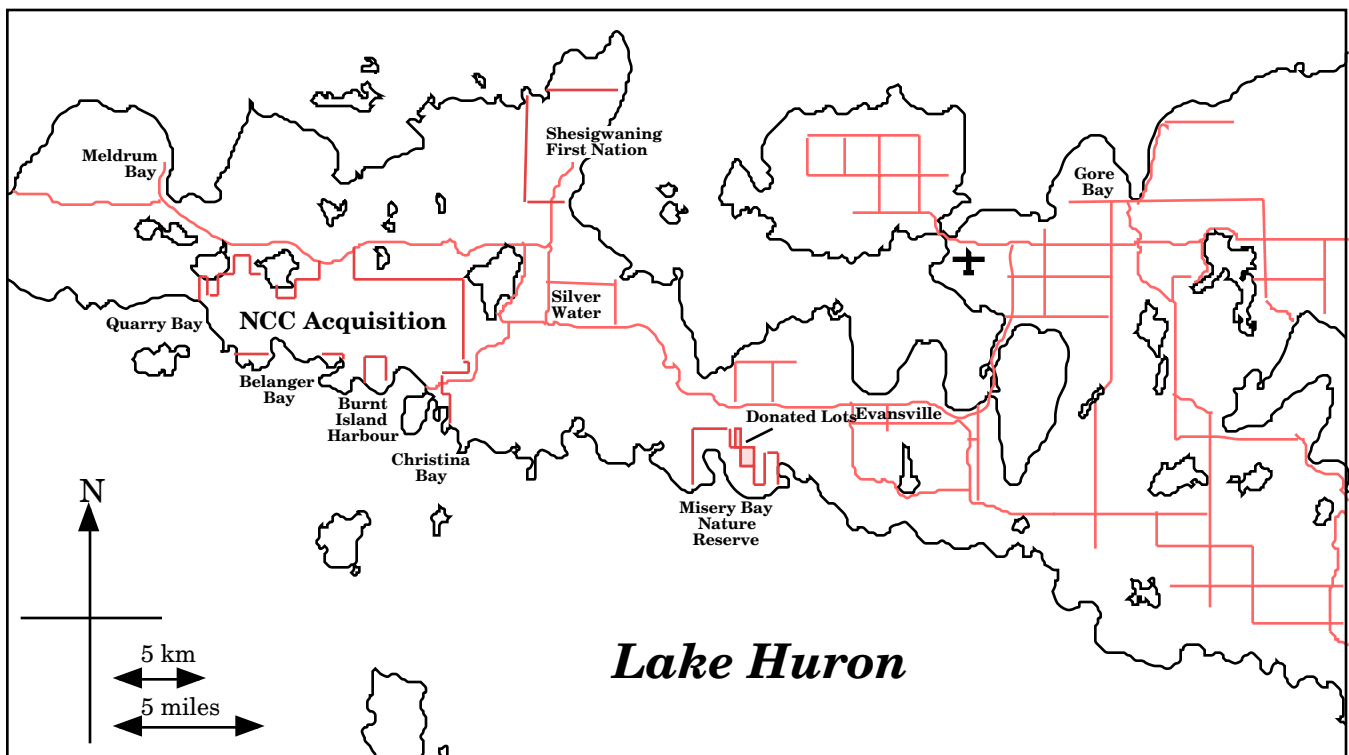 Shesigwaning
First Nation
Meldrum
Bay
Gore
Bay
Silver
Water
Quarry Bay
NCC Acquisition
Belanger
Bay
Burnt
Island
Harbour
Christina
Bay
Donated Lots
Evansville
Misery Bay
Nature
Reserve
N
5 km
5 miles
Lake Huron